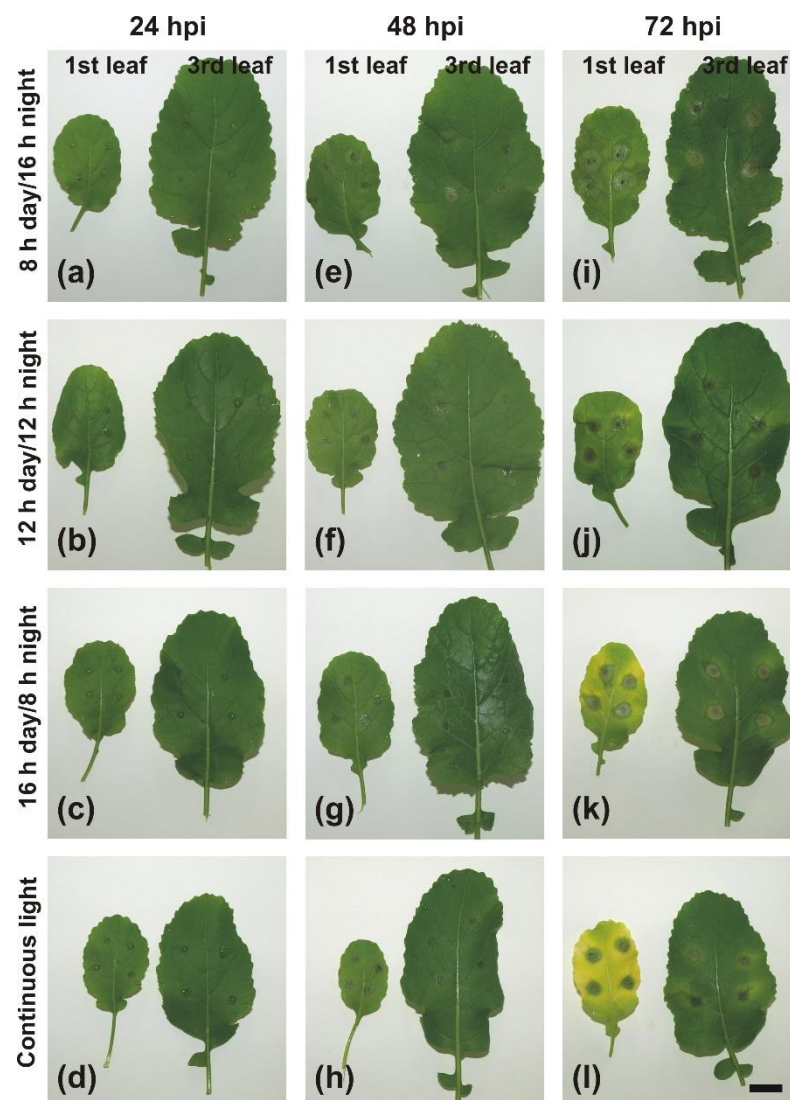 24 hpi 48 hpi 72 hpi
1st leaf 3rd leaf 1st leaf 3rd leaf 1st leaf 3rd leaf
8 h day/16 h night
(a) (e) (i)
12 h day/12 h night
(b) (f) (j)
16 h day/8 h night
(c) (g) (k)
Continuous light
(d) (h) (l)